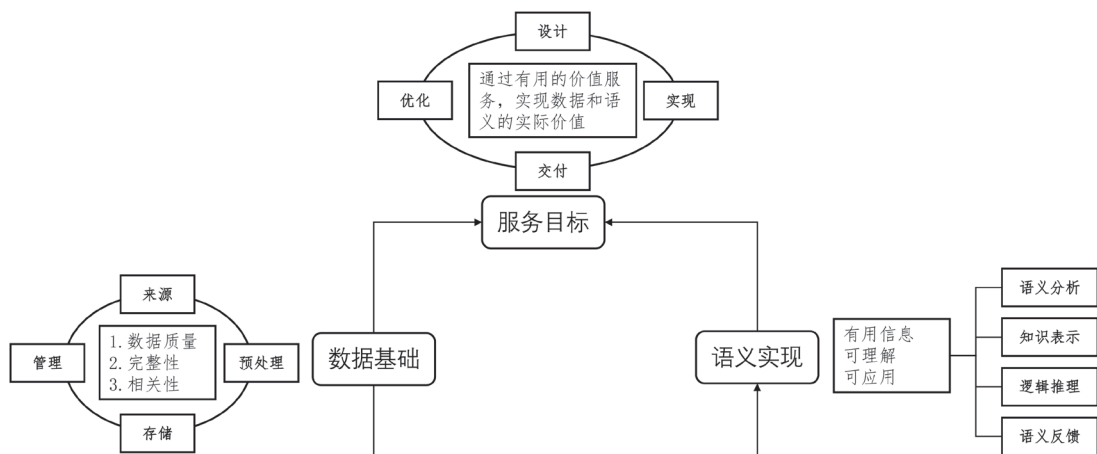 设计
优化
通过有用的价值服
务，实现数据和语
义的实际价值
实现
交付
服务目标
来源
管理
1. 数据质量
2. 完整性
3. 相关性
预处理
存储
数据基础
语义实现
有用信息
可理解
可应用
语义分析
知识表示
逻辑推理
语义反馈